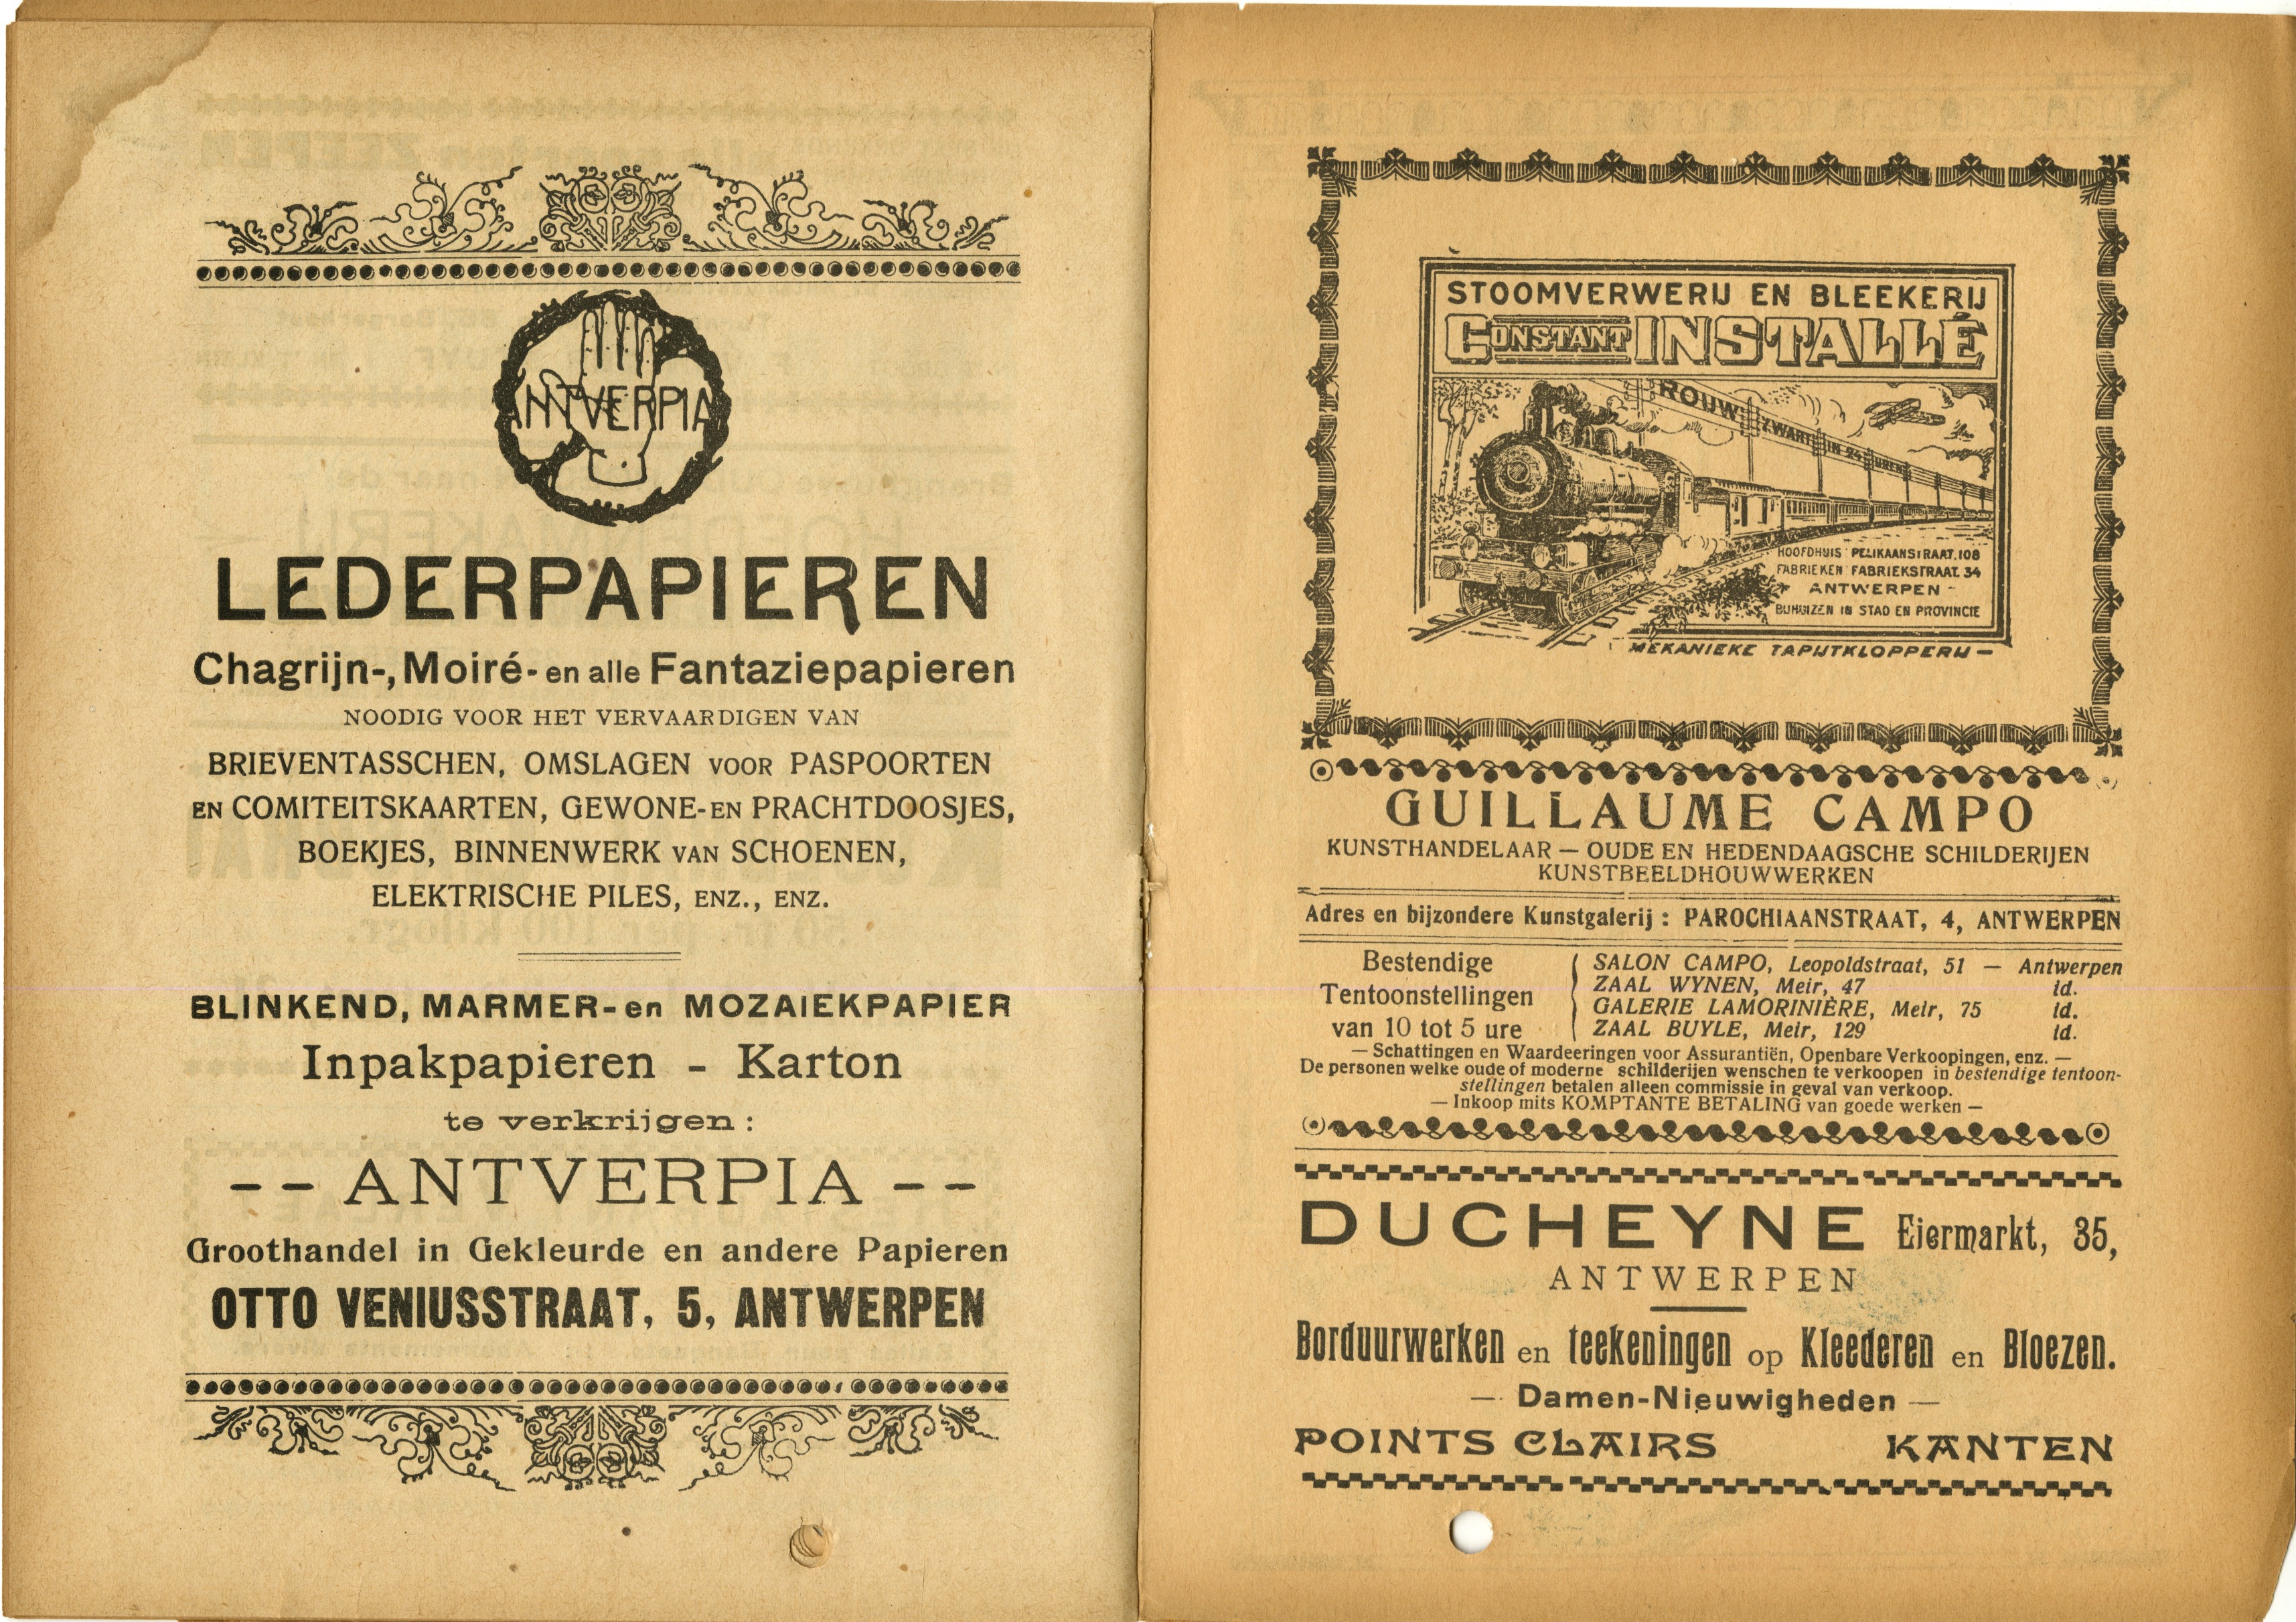 ANTVERPIA
LEDERPAPIEREN
Chagrijn-, Moiré- en alle Fantaziepapieren
NOODIG VOOR HET VERVAARDIGEN VAN
BRIEVENTASSCHEN, OMSLAGEN VOOR PASPOORTEN
EN COMITEITSKAARTEN, GEWONE- EN PRACHTDOOSJES,
BOEKJES, BINNENWERK VAN SCHOENEN,
ELEKTRISCHE PILES, ENZ., ENZ.
BLINKEND, MARMER- en MOZAIEKPAPIER
Inpakpapieren - Karton
te verkrijgen:
-- ANTVERPIA --
Groothandel in Gekleurde en andere Papieren
OTTO VENIUSSTRAAT, 5, ANTWERPEN
STOOMVERWERIJ EN BLEEKERIJ
CONSTANT INSTALLÉ
ROUWZWART IN 24 UREN
HOOFDHUIS PELIKAANSTRAAT. 108
FABRIEKEN FABRIEKSTRAAT. 34
ANTWERPEN -
BIJHUIZEN IN STAD EN PROVINCIE
MEKANIEKE TAPIJTKLOPPERIJ —
GUILLAUME CAMPO
KUNSTHANDELAAR — OUDE EN HEDENDAAGSCHE SCHILDERIJEN
KUNSTBEELDHOUWWERKEN
Adres en bijzondere Kunstgalerij : PAROCHIAANSTRAAT, 4, ANTWERPEN
Bestendige
Tentoonstellingen
van 10 tot 5 ure
SALON CAMPO, Leopoldstraat, 51 — Antwerpen
ZAAL WYNEN, Meir, 47 id.
GALERIE LAMORINIÈRE, Meir, 75 id.
ZAAL BUYLE, Meir, 129 id.
— Schattingen en Waardeeringen voor Assurantiën, Openbare Verkoopingen, enz. —
De personen welke oude of moderne schilderijen wenschen te verkoopen in bestendige tentoon-
stellingen betalen alleen commissie in geval van verkoop.
— Inkoop mits KOMPTANTE BETALING van goede werken —
DUCHEYNE Eiermarkt, 35,
ANTWERPEN
Borduurwerken en teekeningen op Kleederen en Bloezen.
— Damen-Nieuwigheden —
POINTS CLAIRS KANTEN